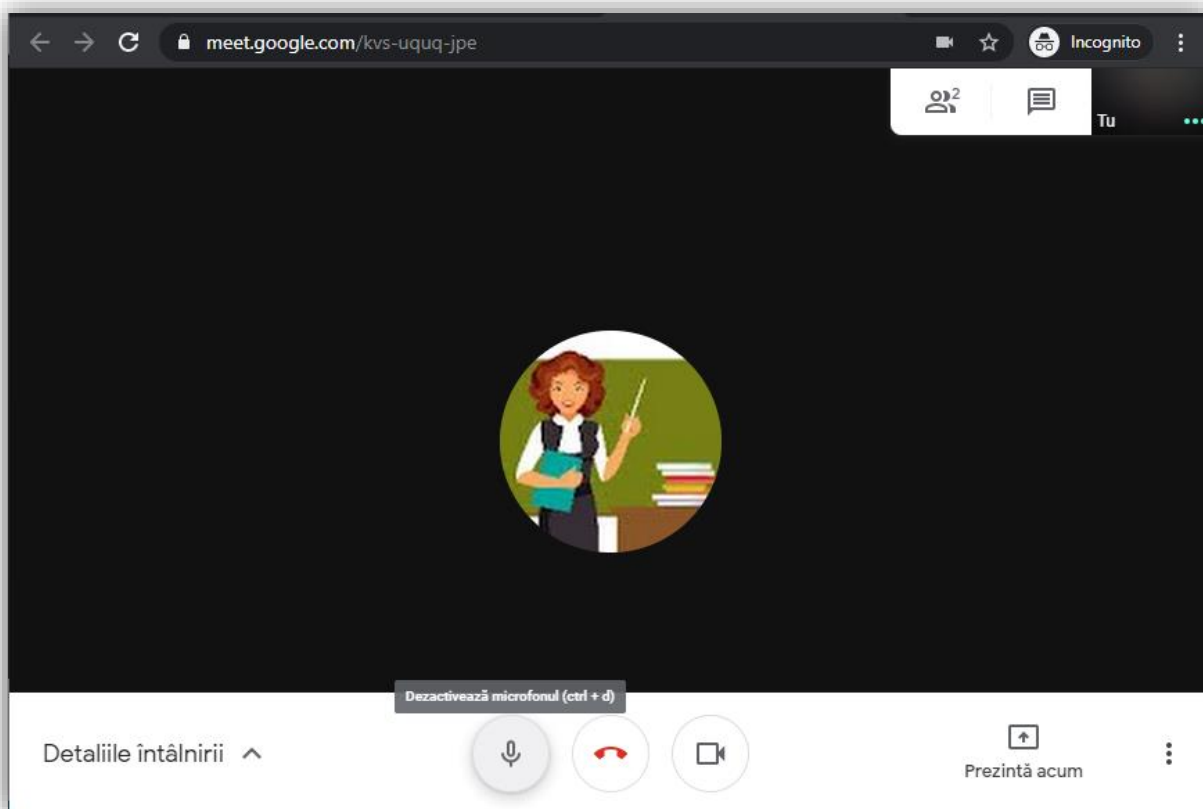 meet.google.com/kvs-uquq-jpe
Incognito
2
Tu
Dezactivează microfonul (ctrl + d)
Detaliile întâlnirii
Prezintă acum